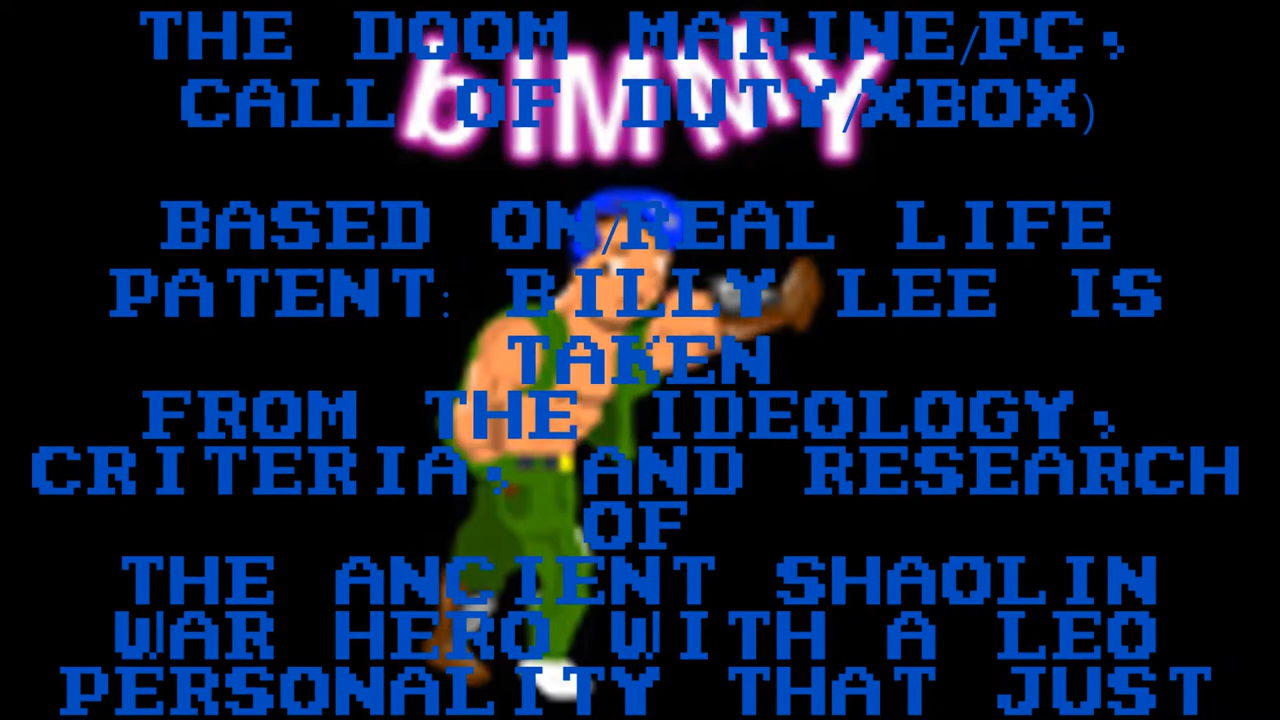 THE DOOM MARINE/PC;
bIMMY
CALL OF DUTY/XBOX)
BASED ON/REAL LIFE
PATENT: BILLY LEE IS
TAKEN
FROM THE IDEOLOGY;
CRITERIA; AND RESEARCH
OF
THE ANCIENT SHAOLIN
WAR HERO WITH A LEO
PERSONALITY THAT JUST